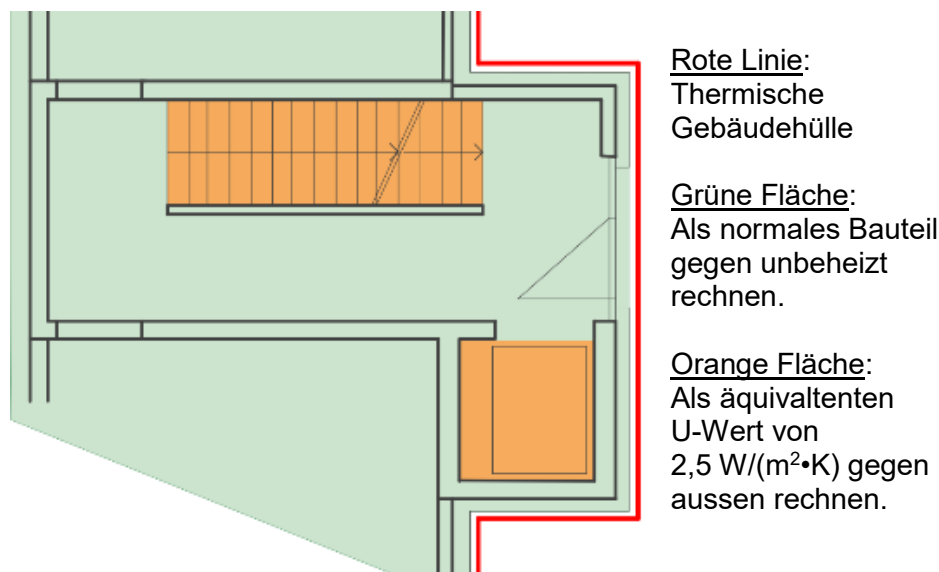 Rote Linie:
Thermische
Gebäudehülle
Grüne Fläche:
Als normales Bauteil
gegen unbeheizt
rechnen.
Orange Fläche:
Als äquivaltenten
U-Wert von
2,5 W/(m²•K) gegen
aussen rechnen.